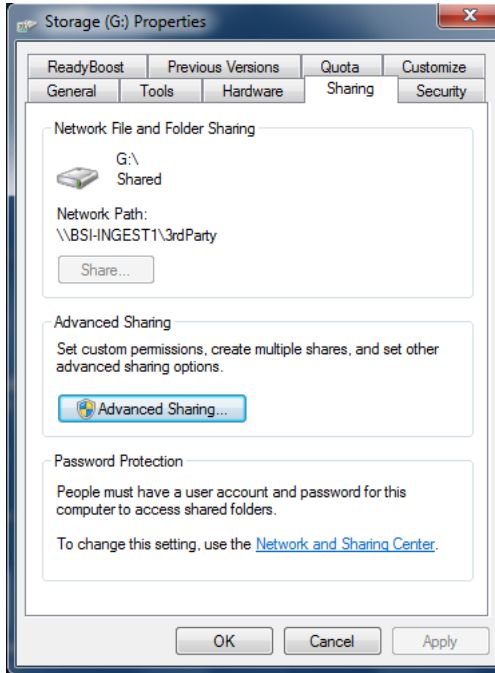 Storage (G:) Properties
ReadyBoost Previous Versions Quota Customize
General Tools Hardware Sharing Security
Network File and Folder Sharing
G:\
Shared
Network Path:
\\BSI-INGEST1\3rdParty
Share...
Advanced Sharing
Set custom permissions, create multiple shares, and set other
advanced sharing options.
Advanced Sharing...
Password Protection
People must have a user account and password for this
computer to access shared folders.
To change this setting, use the Network and Sharing Center.
OK Cancel Apply